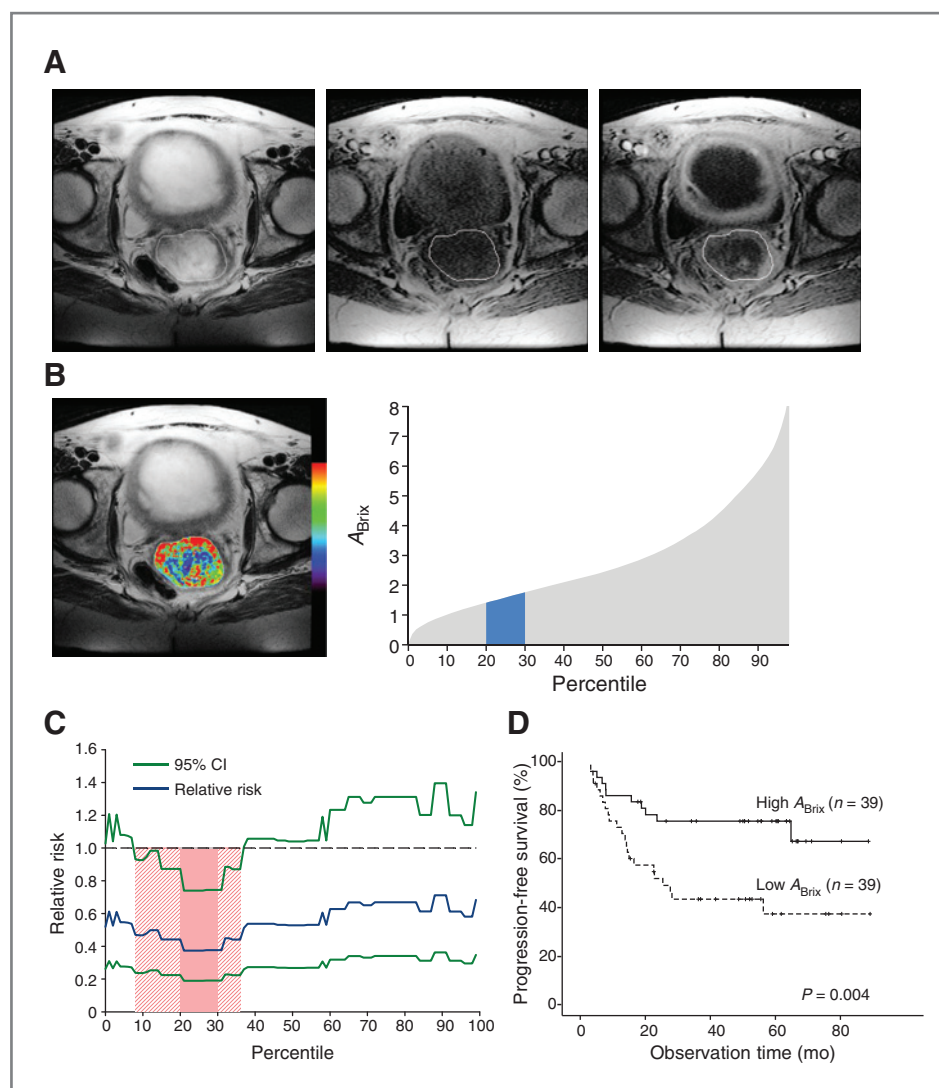 A
B
8
7
6
5
4
3
2
1
0
A_Brix
0 10 20 30 40 50 60 70 80 90
Percentile
C
1.6
1.4
1.2
1.0
0.8
0.6
0.4
0.2
0
Relative risk
95% CI
Relative risk
0 10 20 30 40 50 60 70 80 90 100
Percentile
D
100
80
60
40
20
0
Progression-free survival (%)
High A_Brix (n = 39)
Low A_Brix (n = 39)
P = 0.004
0 20 40 60 80
Observation time (mo)